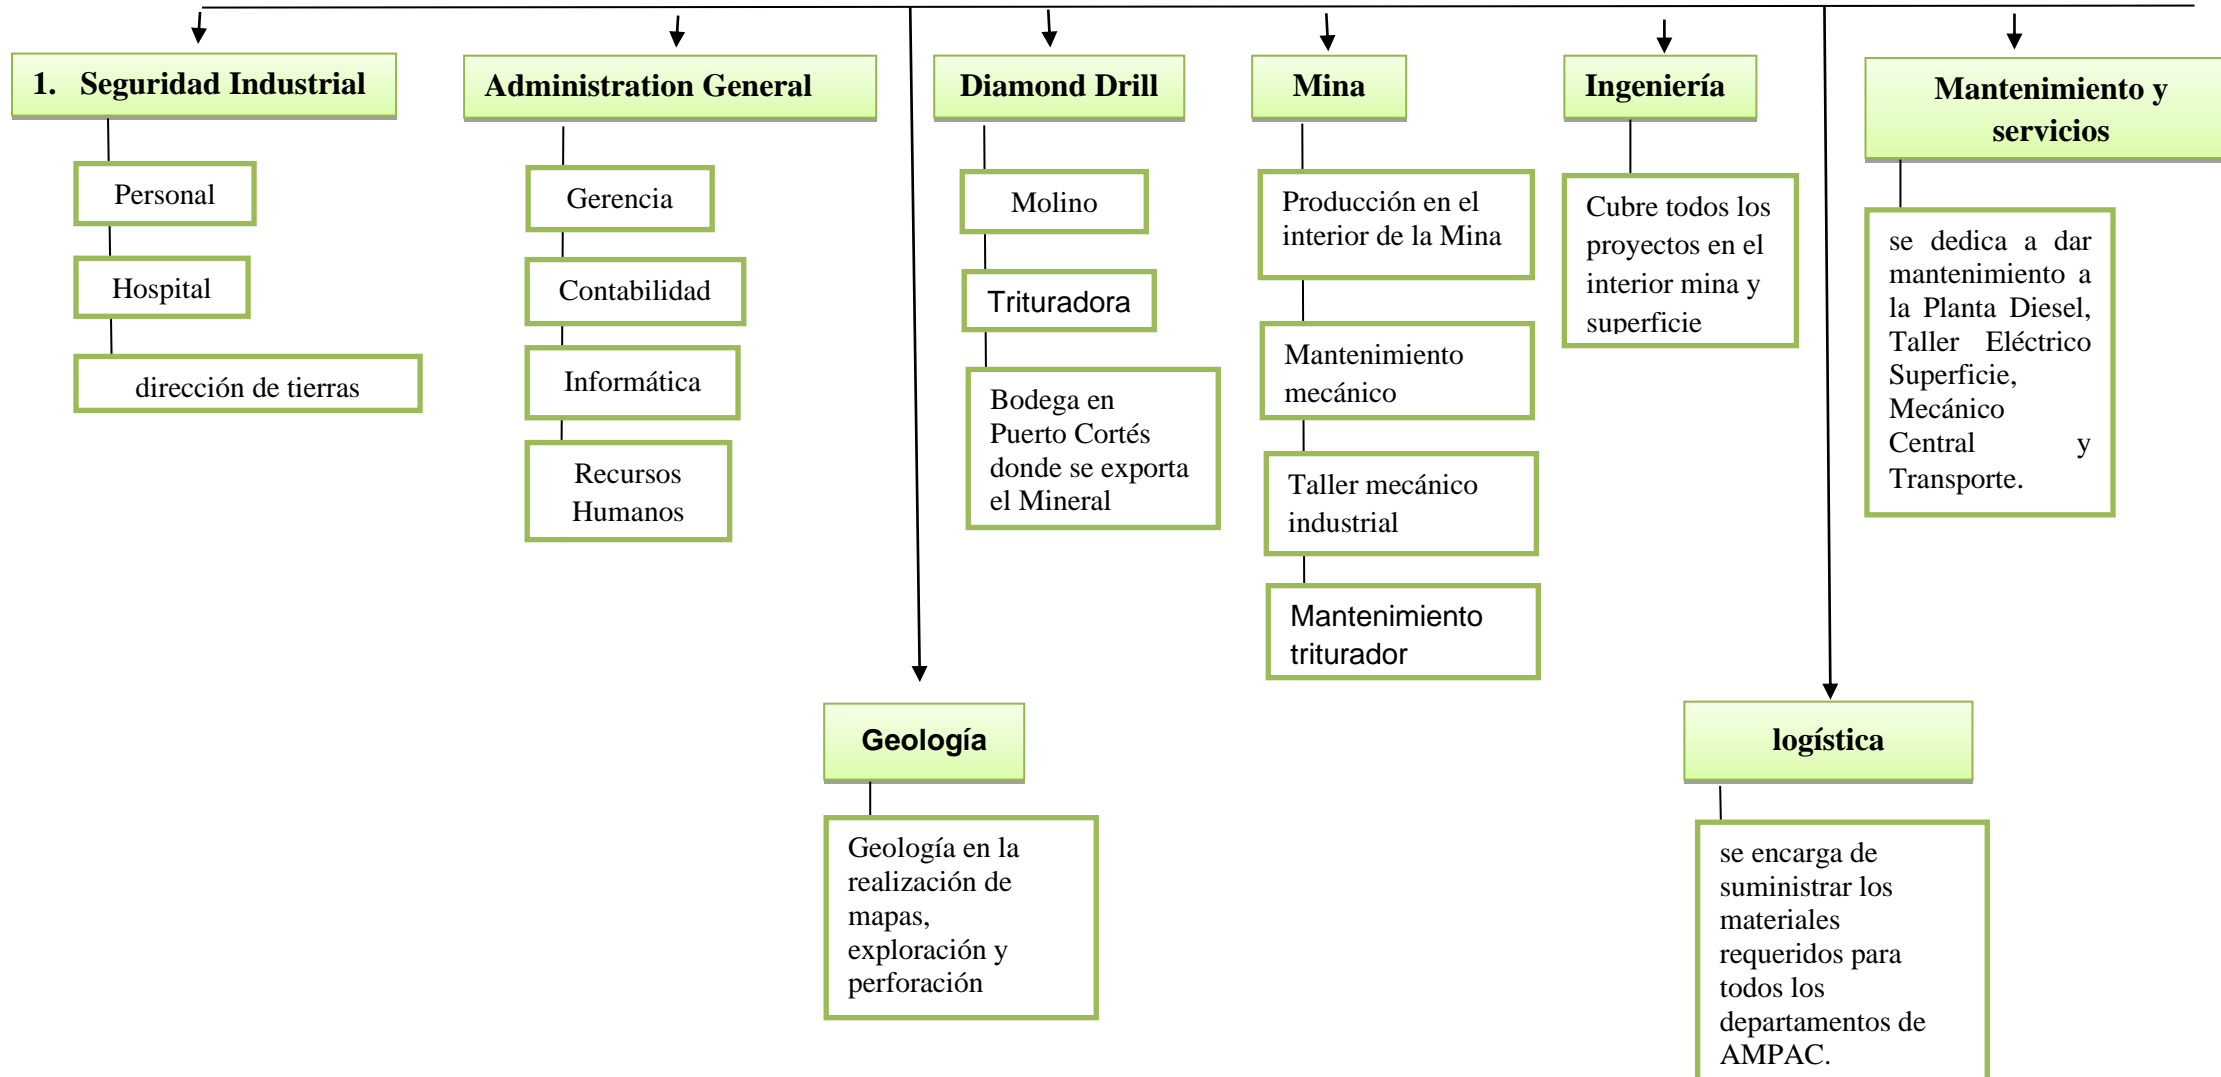 1. Seguridad Industrial
Personal
Hospital
dirección de tierras
Administration General
Gerencia
Contabilidad
Informática
Recursos
Humanos
Diamond Drill
Molino
Trituradora
Bodega en
Puerto Cortés
donde se exporta
el Mineral
Mina
Producción en el
interior de la Mina
Mantenimiento
mecánico
Taller mecánico
industrial
Mantenimiento
triturador
Ingeniería
Cubre todos los
proyectos en el
interior mina y
superficie
Mantenimiento y
servicios
se dedica a dar
mantenimiento a
la Planta Diesel,
Taller Eléctrico
Superficie,
Mecánico
Central y
Transporte.
Geología
Geología en la
realización de
mapas,
exploración y
perforación
logística
se encarga de
suministrar los
materiales
requeridos para
todos los
departamentos de
AMPAC.